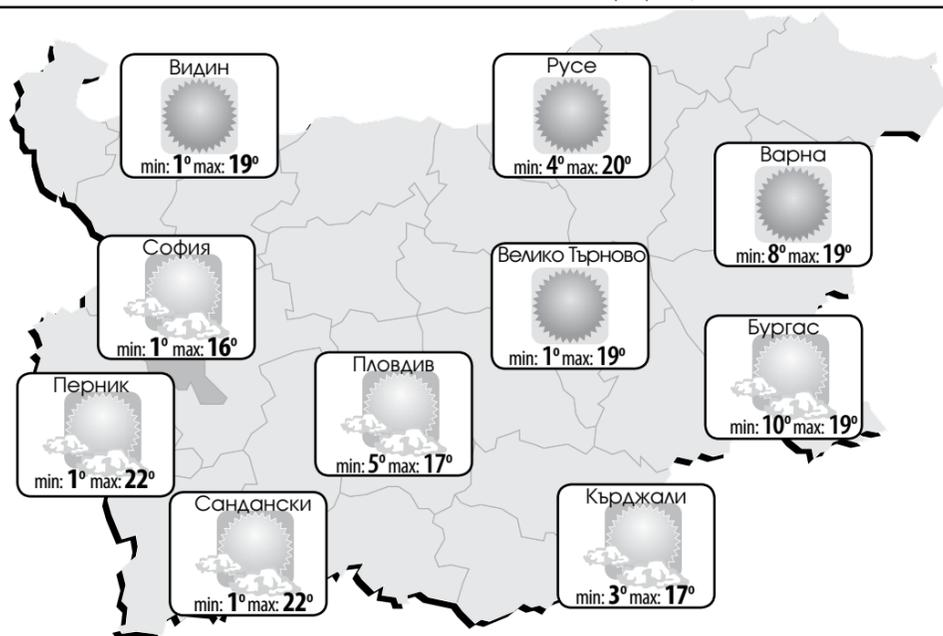 Видин
min: 1° max: 19°
Русе
min: 4° max: 20°
Варна
min: 8° max: 19°
София
min: 1° max: 16°
Велико Търново
min: 1° max: 19°
Бургас
min: 10° max: 19°
Пловдив
min: 5° max: 17°
Перник
min: 1° max: 22°
Сандански
min: 1° max: 22°
Кърджали
min: 3° max: 17°